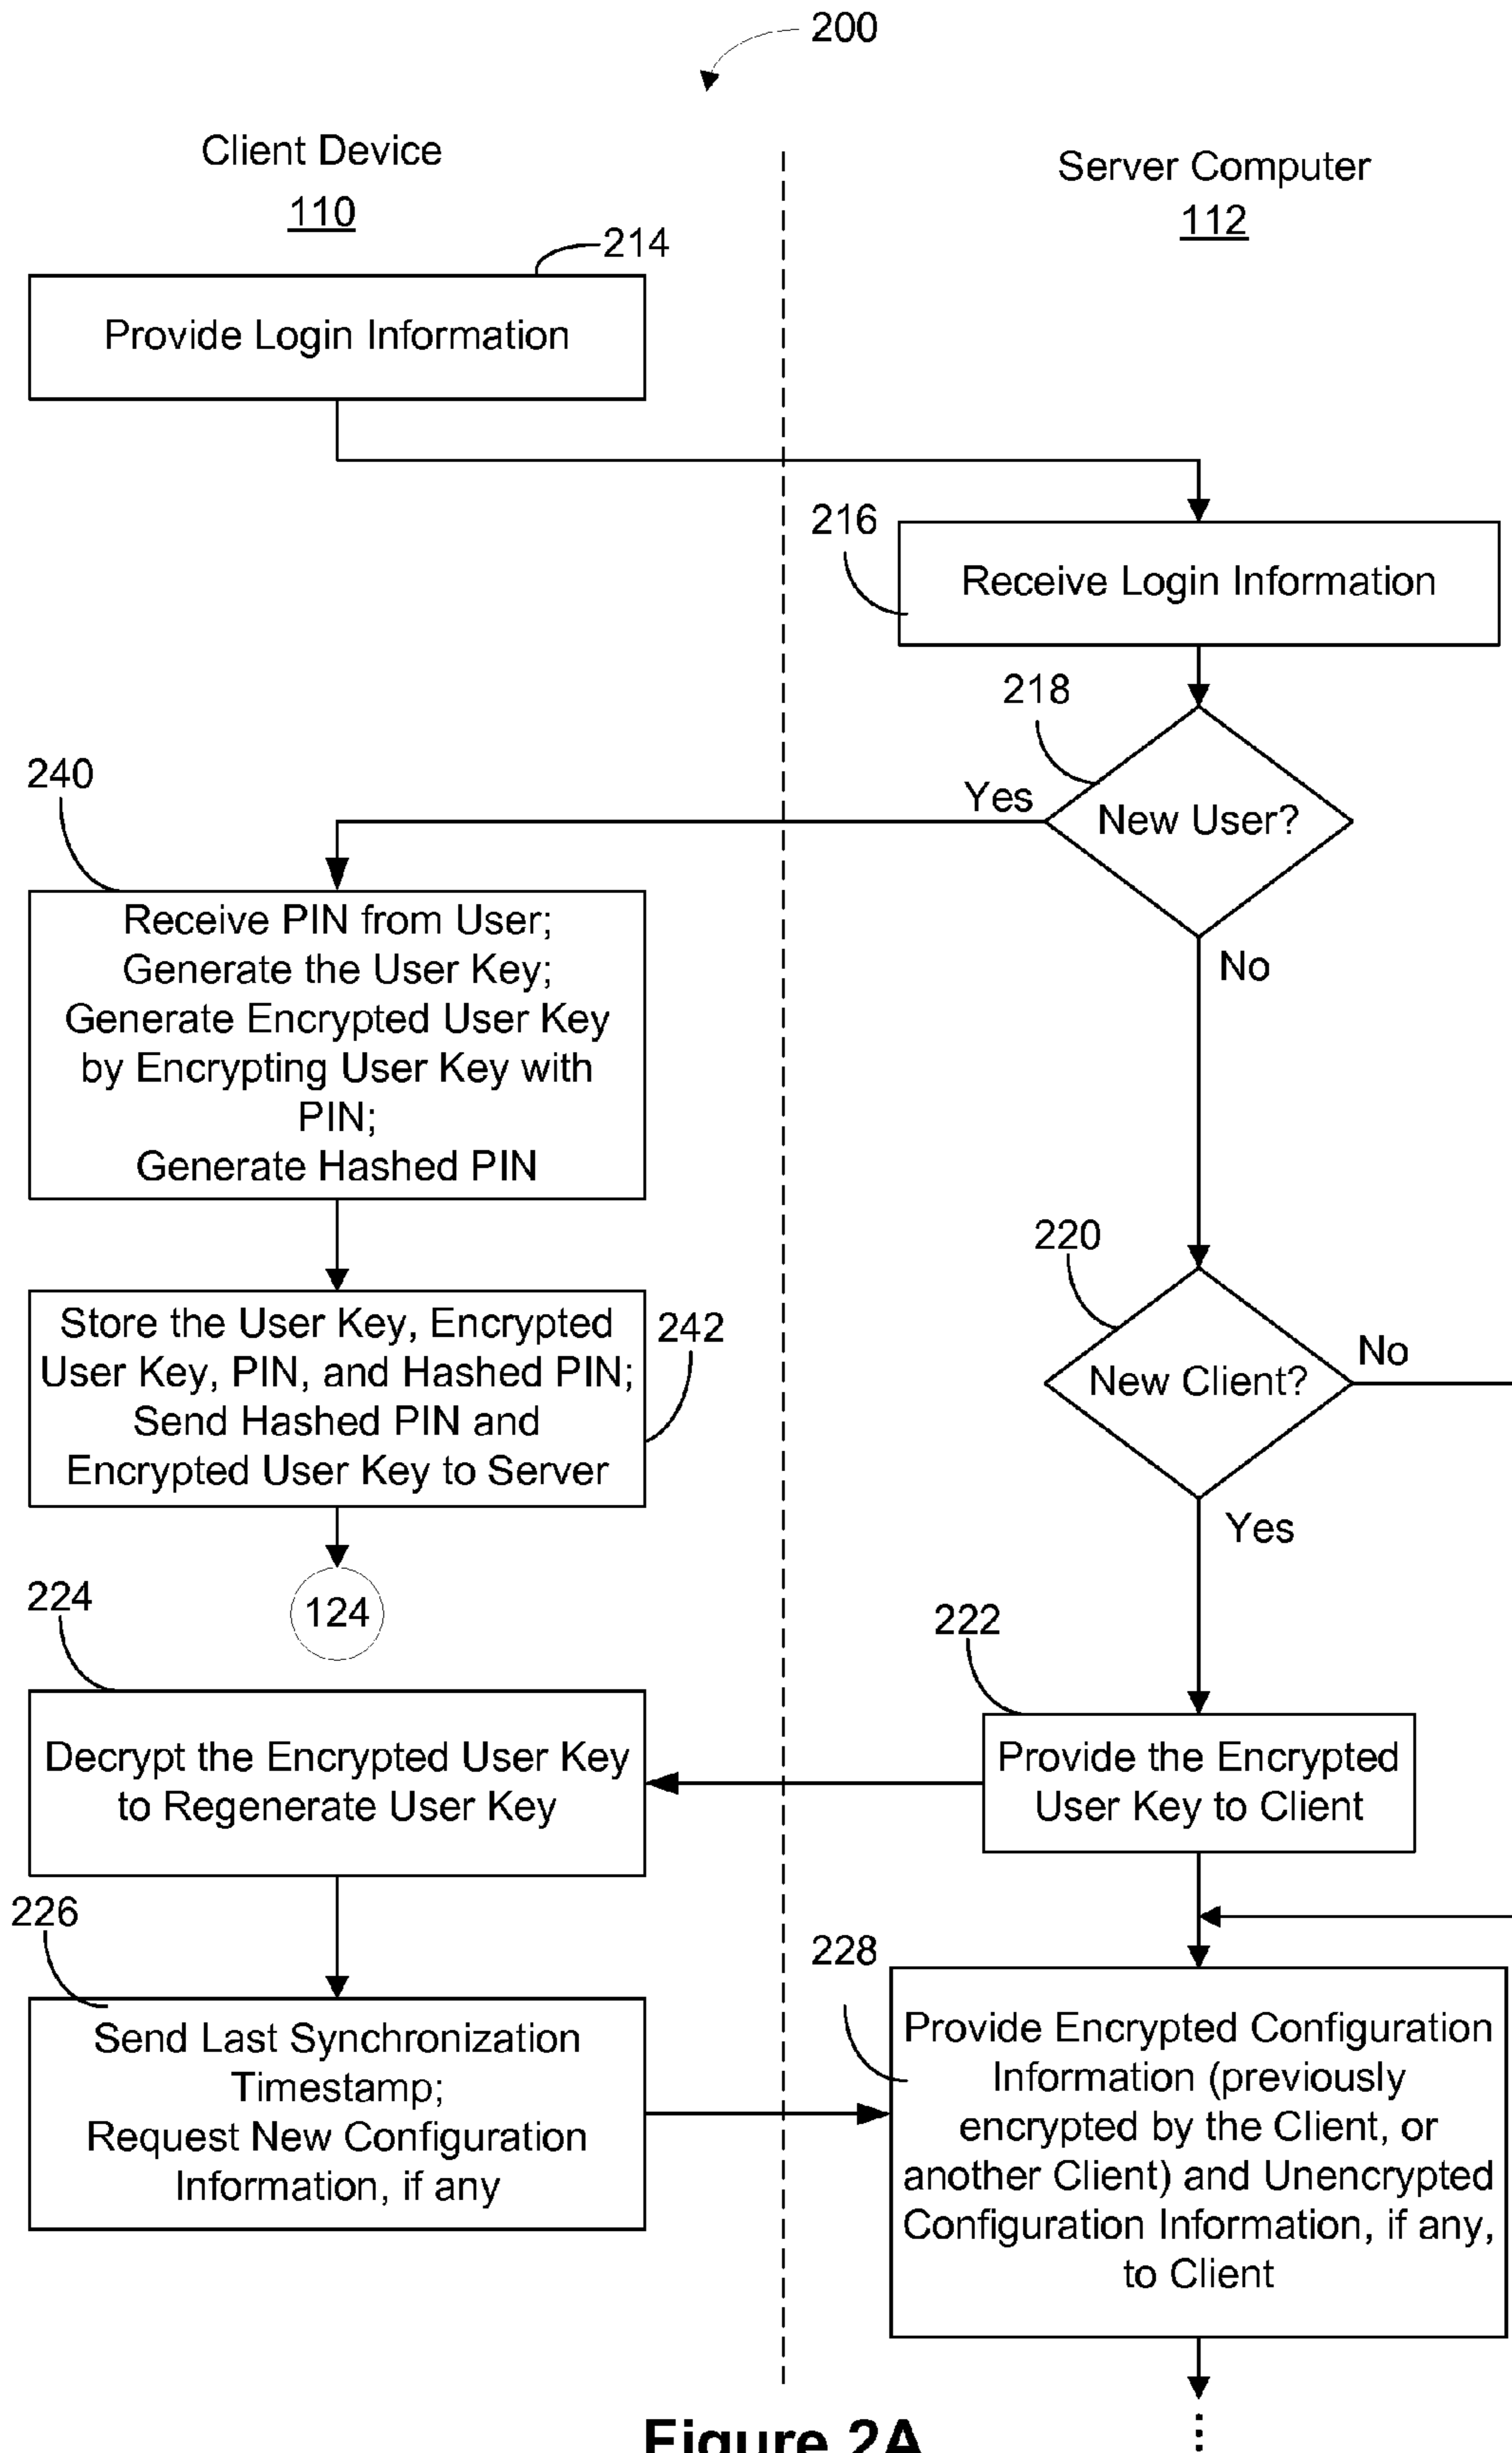 200
Client Device
110
Server Computer
112
214
Provide Login Information
216
Receive Login Information
218
New User?
Yes
No
240
Receive PIN from User;
Generate the User Key;
Generate Encrypted User Key
by Encrypting User Key with
PIN;
Generate Hashed PIN
220
New Client?
No
Yes
242
Store the User Key, Encrypted
User Key, PIN, and Hashed PIN;
Send Hashed PIN and
Encrypted User Key to Server
124
224
Decrypt the Encrypted User Key
to Regenerate User Key
222
Provide the Encrypted
User Key to Client
226
Send Last Synchronization
Timestamp;
Request New Configuration
Information, if any
228
Provide Encrypted Configuration
Information (previously
encrypted by the Client, or
another Client) and Unencrypted
Configuration Information, if any,
to Client
Figure 2A